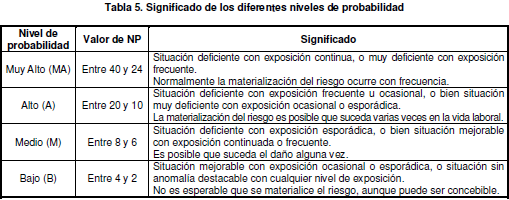 Tabla 5. Significado de los diferentes niveles de probabilidad
Nivel de probabilidad
Valor de NP
Significado
Muy Alto (MA)
Entre 40 y 24
Situación deficiente con exposición continua, o muy deficiente con exposición
frecuente.
Normalmente la materialización del riesgo ocurre con frecuencia.
Alto (A)
Entre 20 y 10
Situación deficiente con exposición frecuente u ocasional, o bien situación
muy deficiente con exposición ocasional o esporádica.
La materialización del riesgo es posible que suceda varias veces en la vida laboral.
Medio (M)
Entre 8 y 6
Situación deficiente con exposición esporádica, o bien situación mejorable
con exposición continuada o frecuente.
Es posible que suceda el daño alguna vez.
Bajo (B)
Entre 4 y 2
Situación mejorable con exposición ocasional o esporádica, o situación sin
anomalía destacable con cualquier nivel de exposición.
No es esperable que se materialice el riesgo, aunque puede ser concebible.